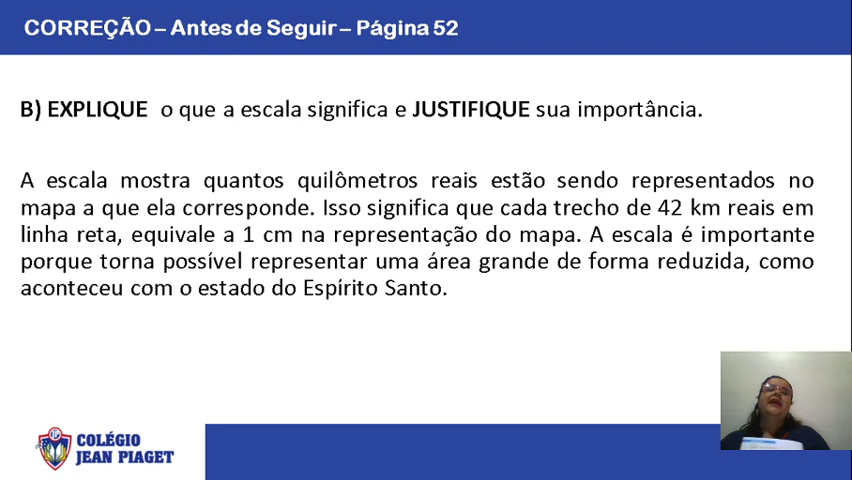 CORREÇÃO – Antes de Seguir – Página 52
B) EXPLIQUE o que a escala significa e JUSTIFIQUE sua importância.
A escala mostra quantos quilômetros reais estão sendo representados no
mapa a que ela corresponde. Isso significa que cada trecho de 42 km reais em
linha reta, equivale a 1 cm na representação do mapa. A escala é importante
porque torna possível representar uma área grande de forma reduzida, como
aconteceu com o estado do Espírito Santo.
COLÉGIO
JEAN PIAGET